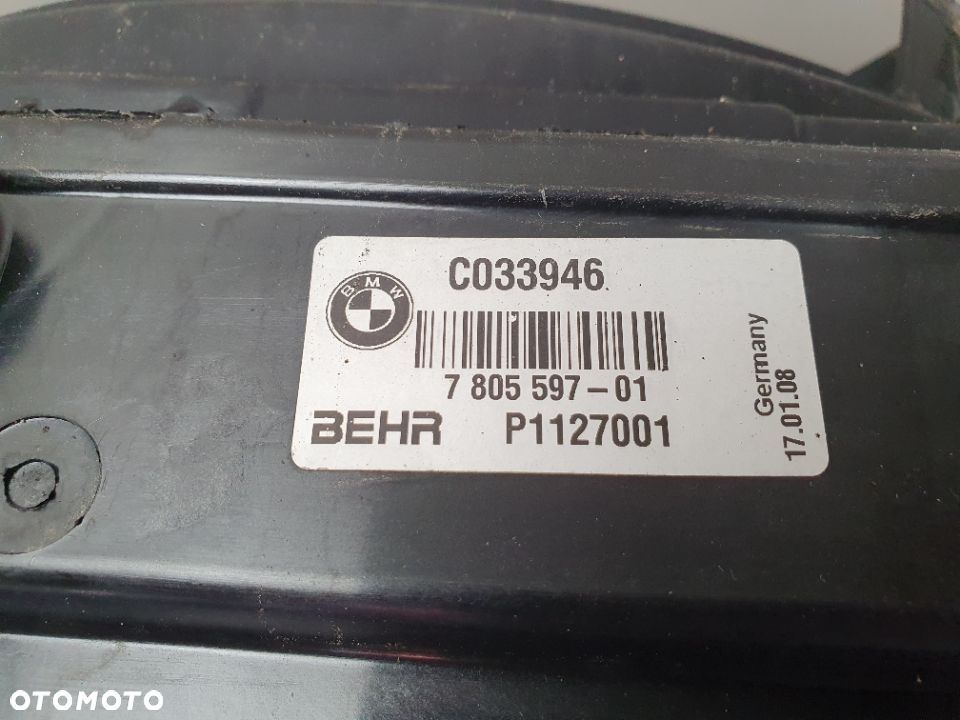 C033946
BMW
7 805 597-01
BEHR P1127001
Germany
17.01.08
OTOMOTO